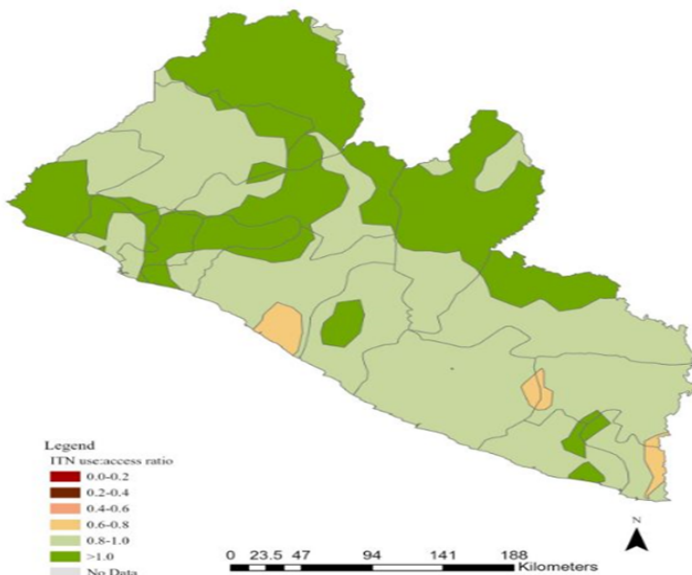 Legend
ITN use:access ratio
0.0-0.2
0.2-0.4
0.4-0.6
0.6-0.8
0.8-1.0
>1.0
No Data
N
0 23.5 47 94 141 188
Kilometers